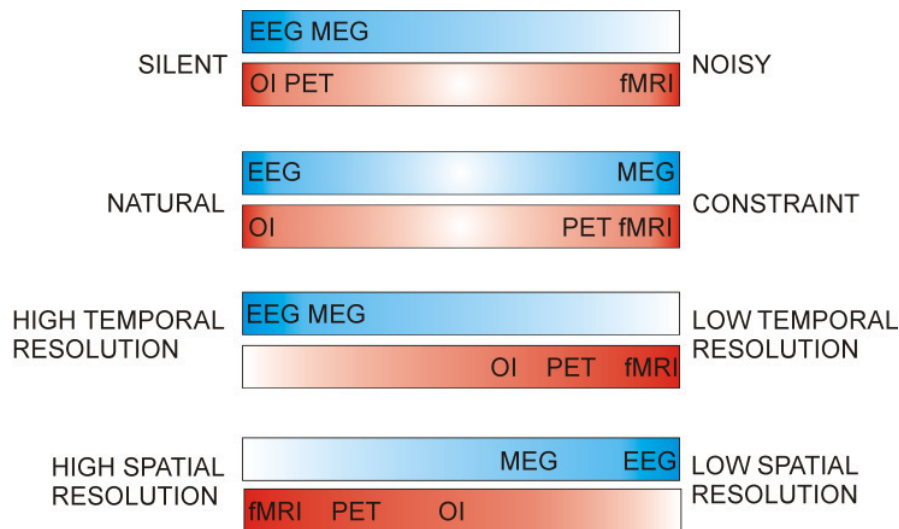 EEG MEG
SILENT
NOISY
OI PET fMRI
EEG MEG
NATURAL
CONSTRAINT
OI PET fMRI
HIGH TEMPORAL
RESOLUTION
EEG MEG
LOW TEMPORAL
RESOLUTION
OI PET fMRI
HIGH SPATIAL
RESOLUTION
MEG EEG
LOW SPATIAL
RESOLUTION
fMRI PET OI